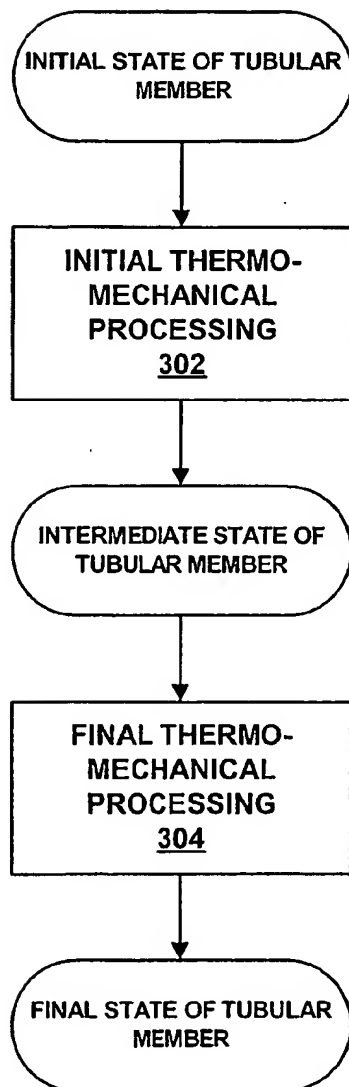 INITIAL STATE OF TUBULAR
MEMBER
INITIAL THERMO-
MECHANICAL
PROCESSING
302
INTERMEDIATE STATE OF
TUBULAR MEMBER
FINAL THERMO-
MECHANICAL
PROCESSING
304
FINAL STATE OF TUBULAR
MEMBER